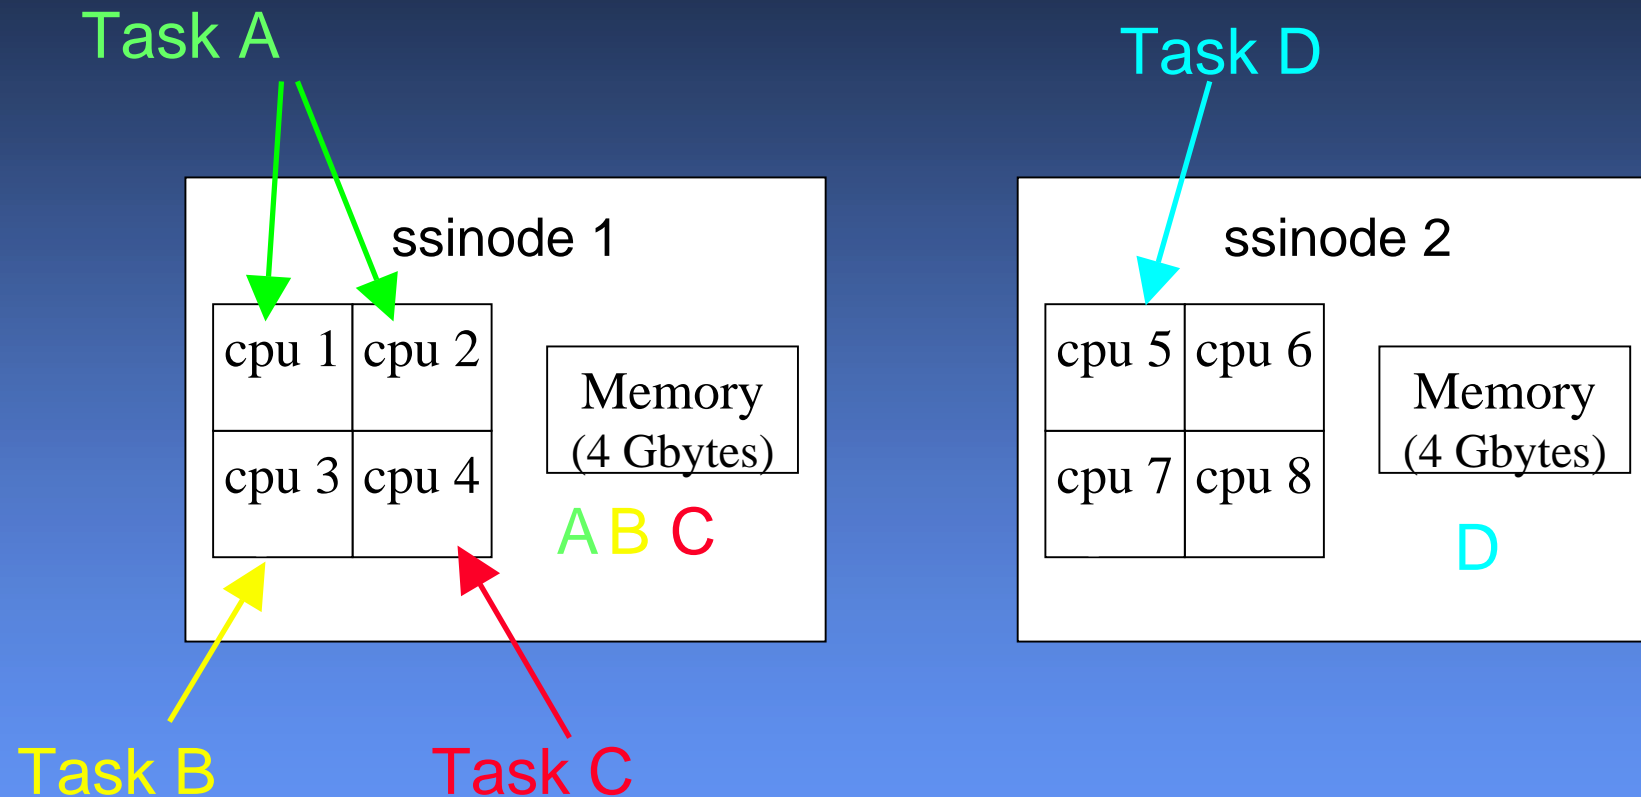 Task A
Task D
ssinode 1
ssinode 2
cpu 1
cpu 2
cpu 3
cpu 4
Memory
(4 Gbytes)
A B C
cpu 5
cpu 6
cpu 7
cpu 8
Memory
(4 Gbytes)
D
Task B
Task C